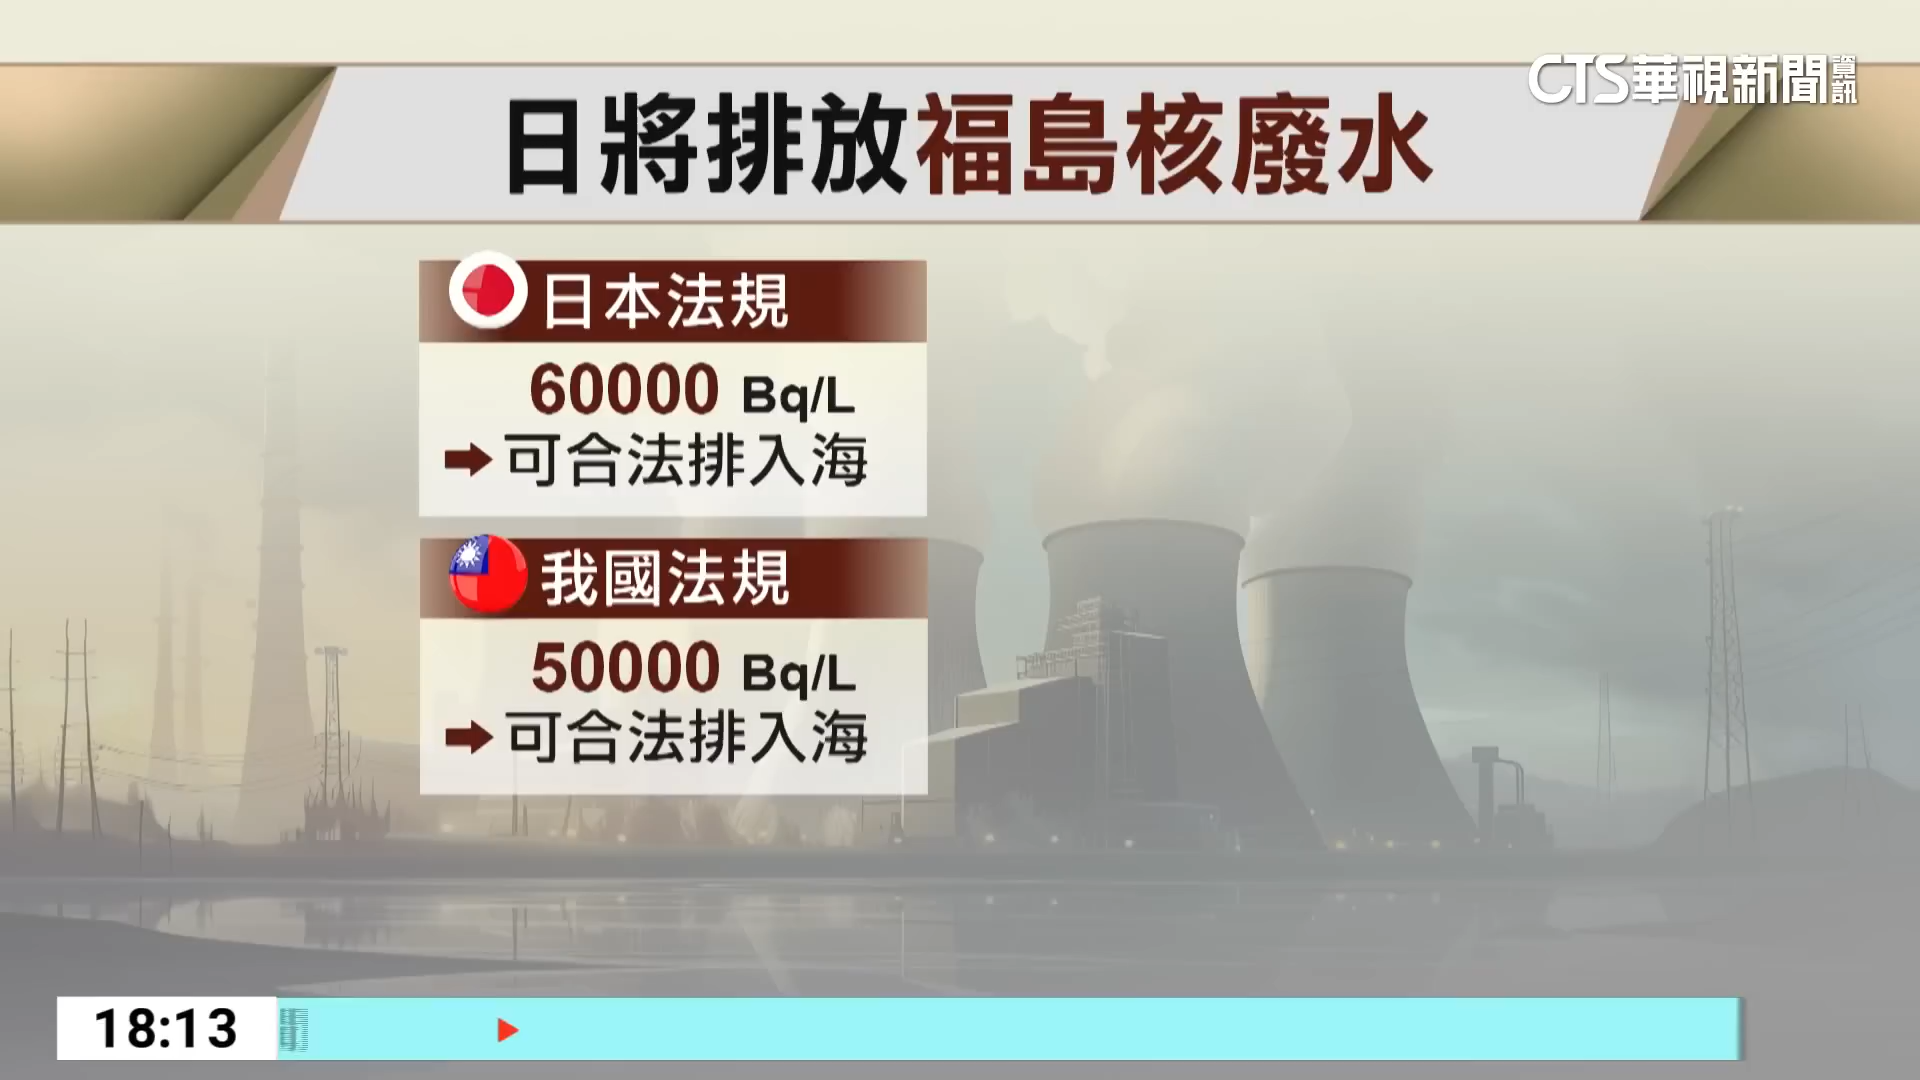 CTS華視新聞資訊
日將排放福島核廢水
日本法規
60000 Bq/L
可合法排入海
我國法規
50000 Bq/L
可合法排入海
18:13